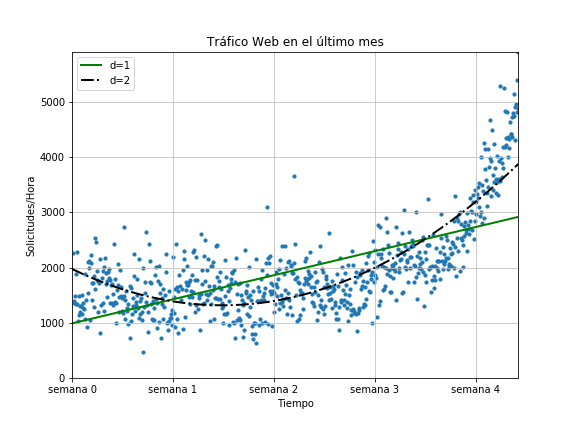 Tráfico Web en el último mes
d=1
d=2
5000
4000
3000
2000
1000
0
Solicitudes/Hora
semana 0 semana 1 semana 2 semana 3 semana 4
Tiempo